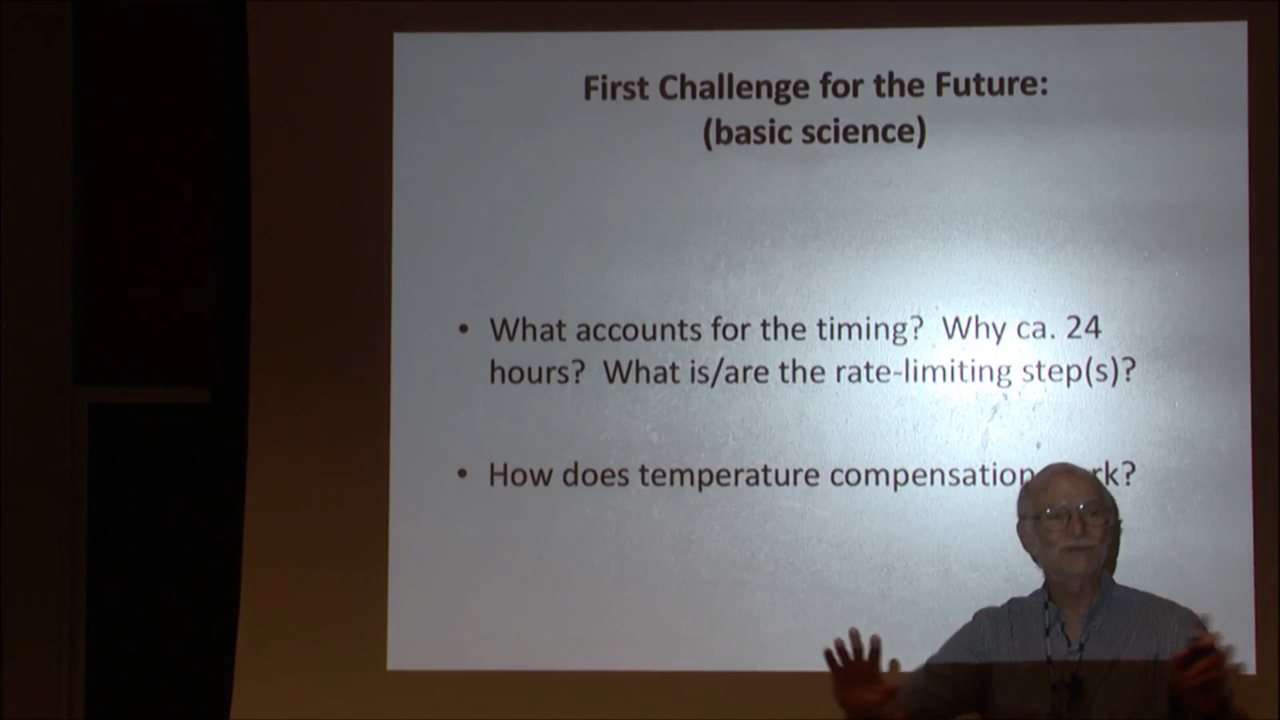 First Challenge for the Future:
(basic science)
• What accounts for the timing?  Why ca. 24
hours?  What is/are the rate-limiting step(s)?
• How does temperature compensation